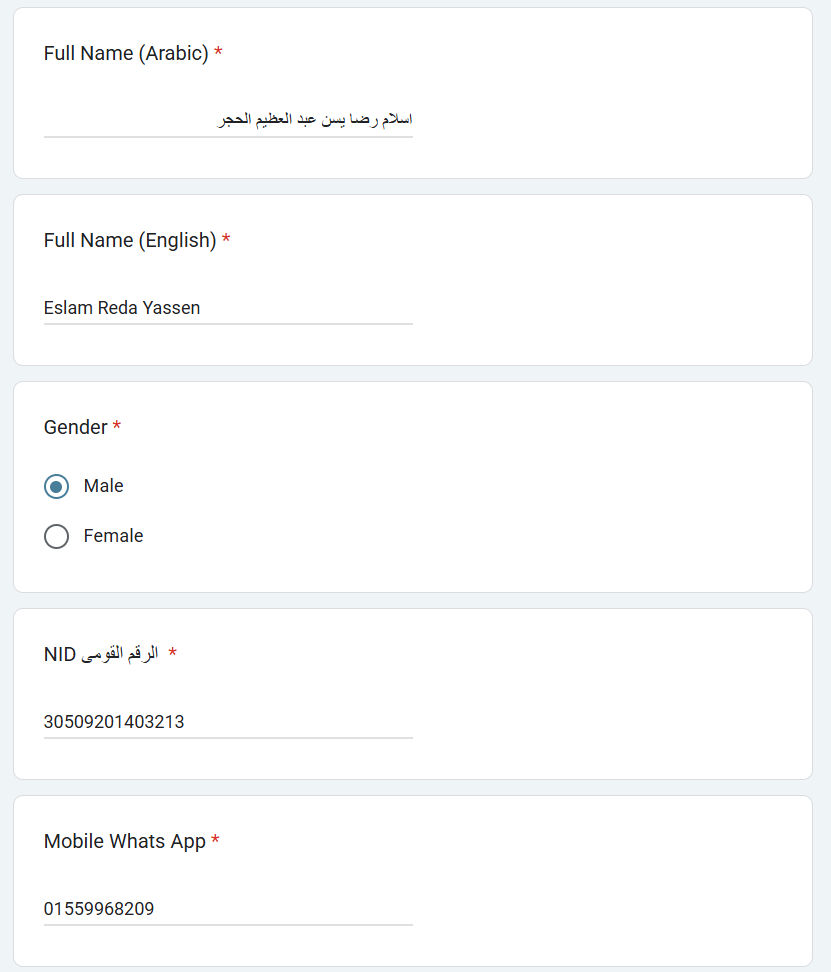 Full Name (Arabic) *
اسلام رضا يسن عبد العظيم الحجر
Full Name (English) *
Eslam Reda Yassen
Gender *
Male
Female
NID الرقم القومى *
30509201403213
Mobile Whats App *
01559968209